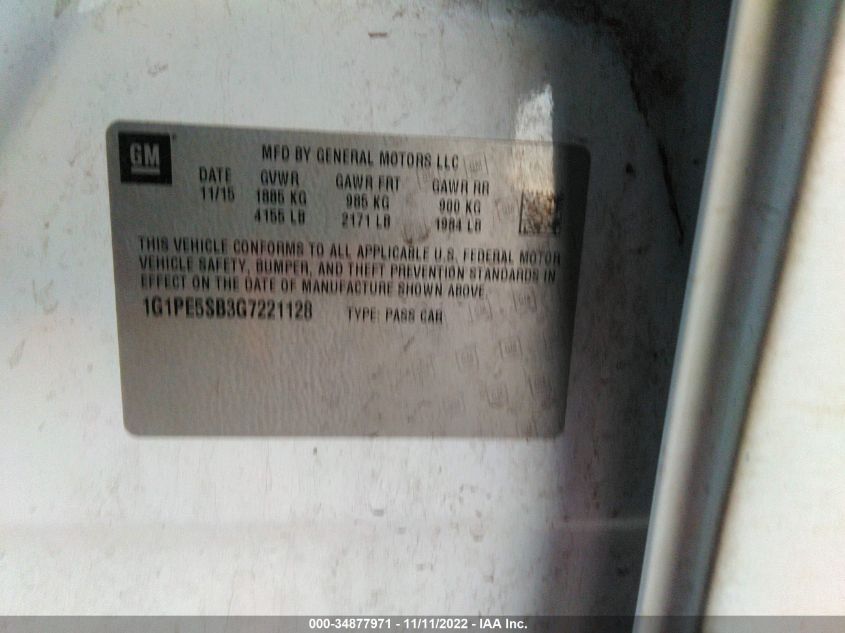 GM
MFD BY GENERAL MOTORS LLC
DATE GVWR GAWR FRT GAWR RR
11/15 1885 KG 985 KG 900 KG
4155 LB 2171 LB 1984 LB
THIS VEHICLE CONFORMS TO ALL APPLICABLE U.S. FEDERAL MOTOR
VEHICLE SAFETY, BUMPER, AND THEFT PREVENTION STANDARDS IN
EFFECT ON THE DATE OF MANUFACTURE SHOWN ABOVE
1G1PE5SB3G7221128 TYPE: PASS CAR
000-34877971 - 11/11/2022 - IAA Inc.